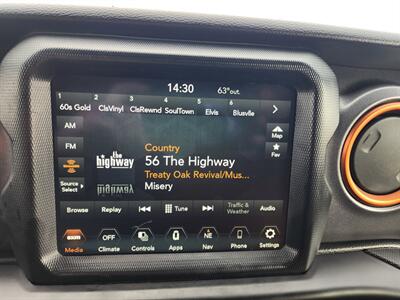 14:30 63°out.
1 2 3 4 5 6
60s Gold ClsVinyl ClsRewnd SoulTown Elvis Bluesvlle
AM
FM
Source Select
the highway
Country
56 The Highway
Treaty Oak Revival/Mus...
Misery
Map
Fav
Browse Replay Tune Traffic & Weather Audio
Media Climate Controls Apps Nav Phone Settings
OFF NE